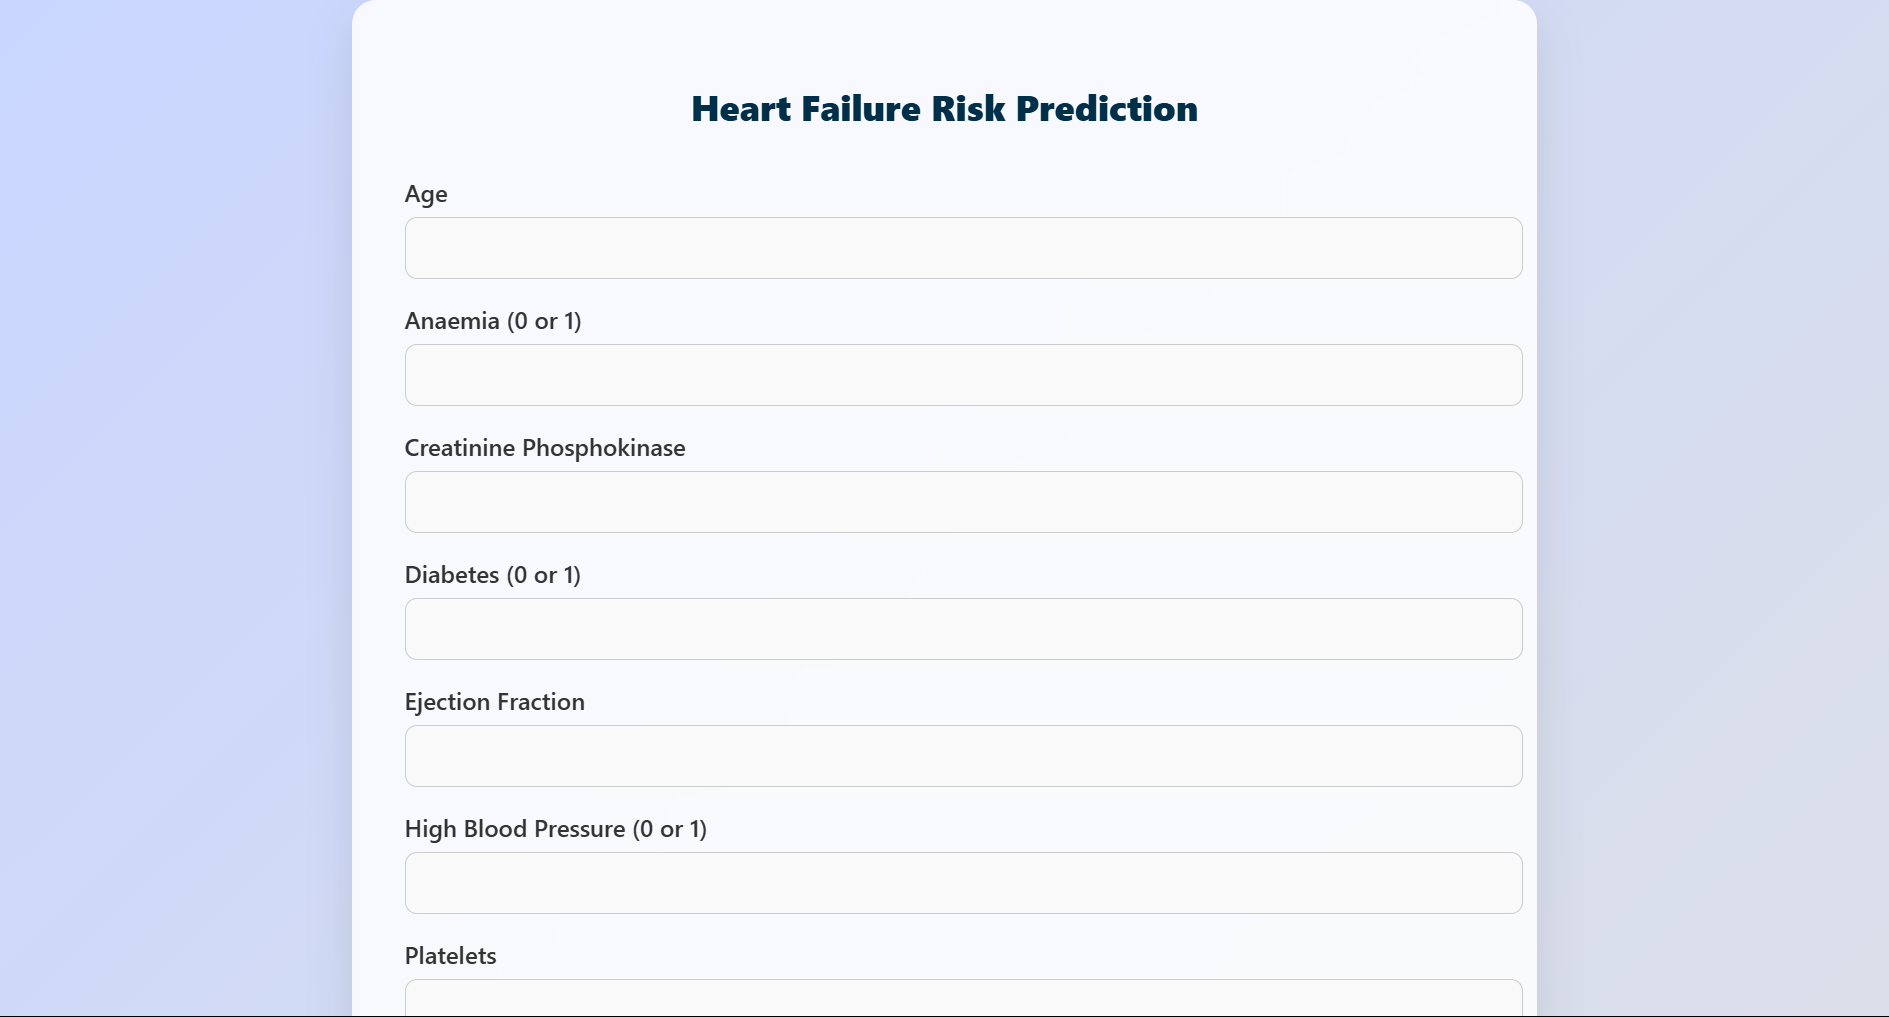 Heart Failure Risk Prediction
Age
Anaemia (0 or 1)
Creatinine Phosphokinase
Diabetes (0 or 1)
Ejection Fraction
High Blood Pressure (0 or 1)
Platelets